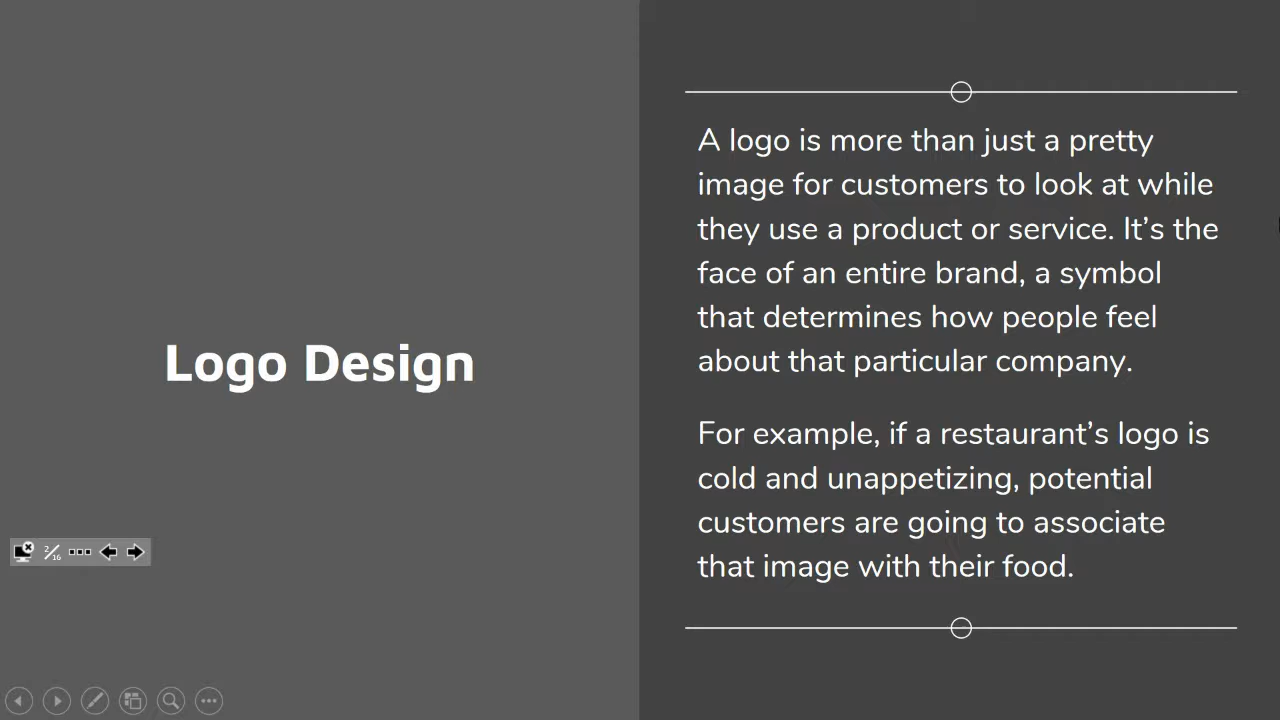 A logo is more than just a pretty
image for customers to look at while
they use a product or service. It’s the
face of an entire brand, a symbol
that determines how people feel
about that particular company.
Logo Design
For example, if a restaurant’s logo is
cold and unappetizing, potential
customers are going to associate
that image with their food.
2/16